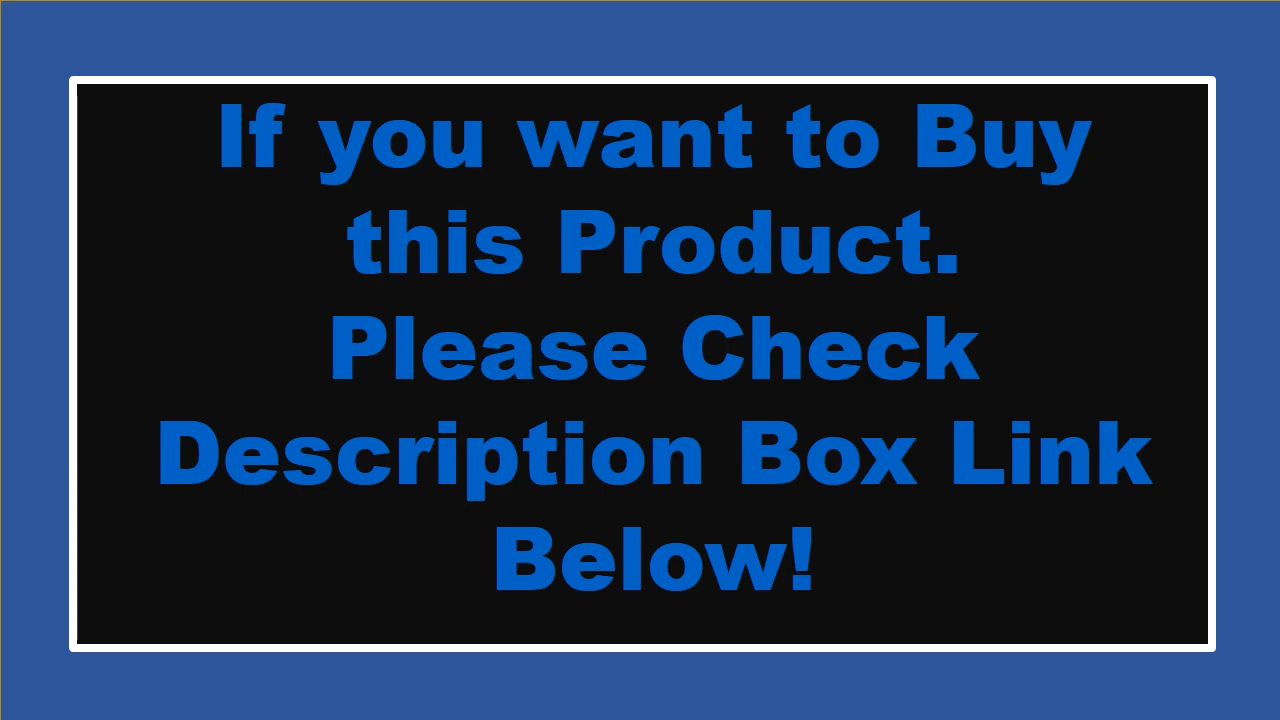 If you want to Buy
this Product.
Please Check
Description Box Link
Below!